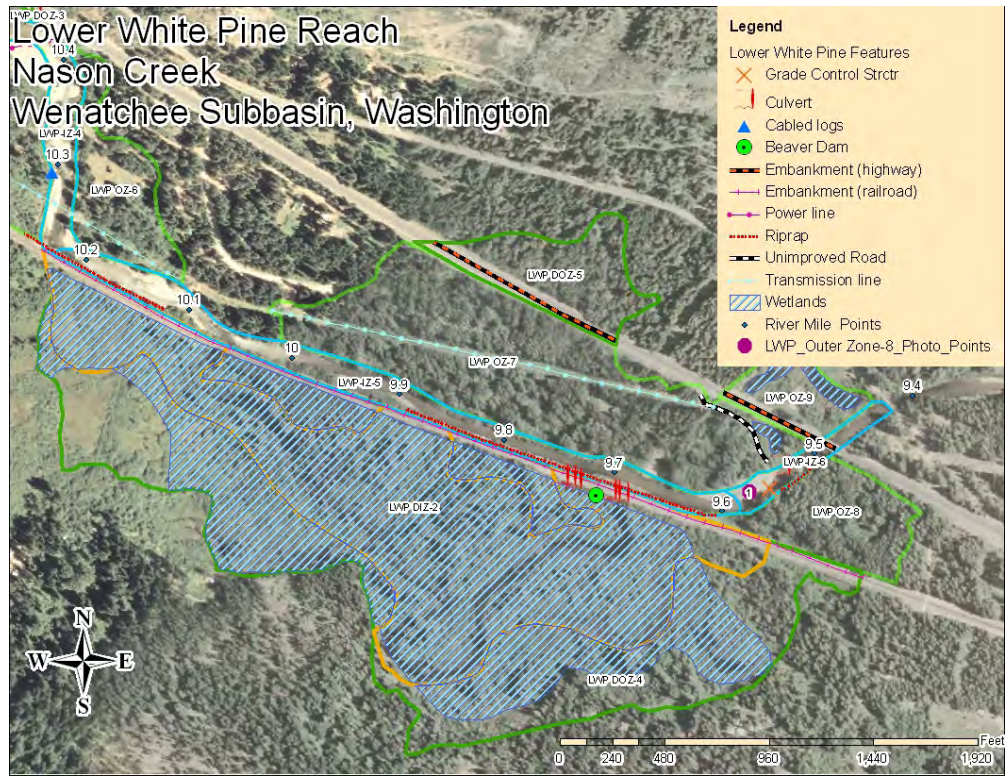 LWP DOZ-3
Lower White Pine Reach
10.4
Nason Creek
Wenatchee Subbasin, Washington
LWP-IZ-4
10.3
LWP OZ-6
10.2
10.1
10
LWP-IZ-5
9.9
9.8
9.7
9.6
9.5
9.4
LWP DOZ-5
LWP OZ-7
LWP OZ-9
LWP-IZ-6
1
LWP OZ-8
LWP DIZ-2
LWP DOZ-4
N
W E
S
Legend
Lower White Pine Features
Grade Control Strctr
Culvert
Cabled logs
Beaver Dam
Embankment (highway)
Embankment (railroad)
Power line
Riprap
Unimproved Road
Transmission line
Wetlands
River Mile Points
LWP_Outer Zone-8_Photo_Points
Feet
0 240 480 960 1,440 1,920